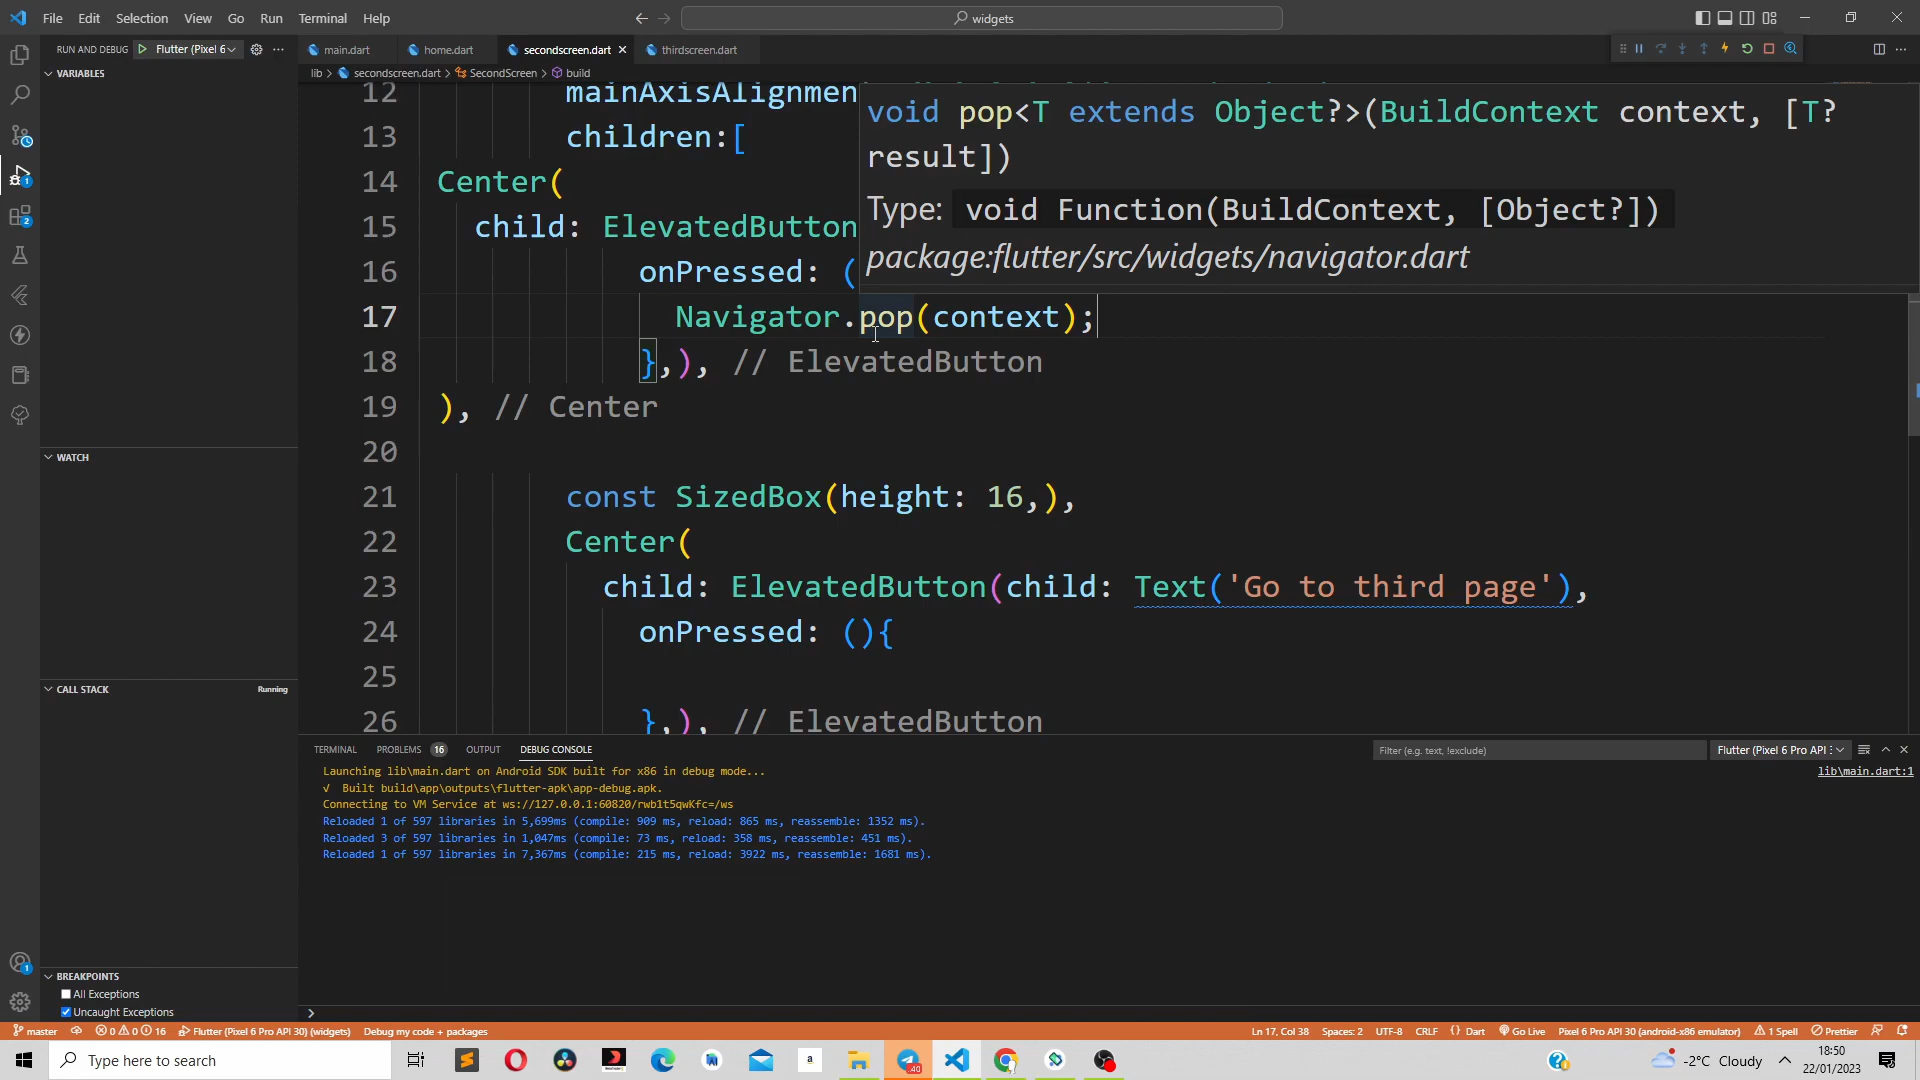 File Edit Selection View Go Run Terminal Help
widgets
RUN AND DEBUG Flutter (Pixel 6
main.dart home.dart secondscreen.dart thirdscreen.dart
lib > secondscreen.dart > SecondScreen > build
VARIABLES
WATCH
CALL STACK Running
BREAKPOINTS
All Exceptions
Uncaught Exceptions
12 mainAxisAlignmen
13 children:[
14 Center(
15 child: ElevatedButton
16 onPressed: (
17 Navigator.pop(context);
18 },), // ElevatedButton
19 ), // Center
20
21 const SizedBox(height: 16,),
22 Center(
23 child: ElevatedButton(child: Text('Go to third page'),
24 onPressed: (){
25
26 },), // ElevatedButton
void pop<T extends Object?>(BuildContext context, [T?
result])
Type: void Function(BuildContext, [Object?])
package:flutter/src/widgets/navigator.dart
TERMINAL PROBLEMS 16 OUTPUT DEBUG CONSOLE
Filter (e.g. text, !exclude)
Flutter (Pixel 6 Pro API
Launching lib\main.dart on Android SDK built for x86 in debug mode...
lib\main.dart:1
√ Built build\app\outputs\flutter-apk\app-debug.apk.
Connecting to VM Service at ws://127.0.0.1:60820/rwb1t5qwKfc=/ws
Reloaded 1 of 597 libraries in 5,699ms (compile: 909 ms, reload: 865 ms, reassemble: 1352 ms).
Reloaded 3 of 597 libraries in 1,047ms (compile: 73 ms, reload: 358 ms, reassemble: 451 ms).
Reloaded 1 of 597 libraries in 7,367ms (compile: 215 ms, reload: 3922 ms, reassemble: 1681 ms).
master 0 0 16 Flutter (Pixel 6 Pro API 30) (widgets) Debug my code + packages
Ln 17, Col 38 Spaces: 2 UTF-8 CRLF {} Dart Go Live Pixel 6 Pro API 30 (android-x86 emulator) 1 Spell Prettier
Type here to search
-2°C Cloudy
18:50
22/01/2023